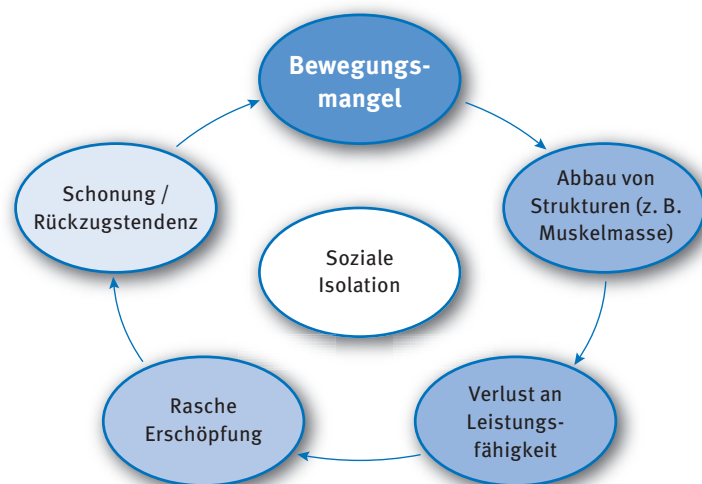 Bewegungs-
mangel
Abbau von
Strukturen (z. B.
Muskelmasse)
Verlust an
Leistungs-
fähigkeit
Rasche
Erschöpfung
Schonung /
Rückzugstendenz
Soziale
Isolation